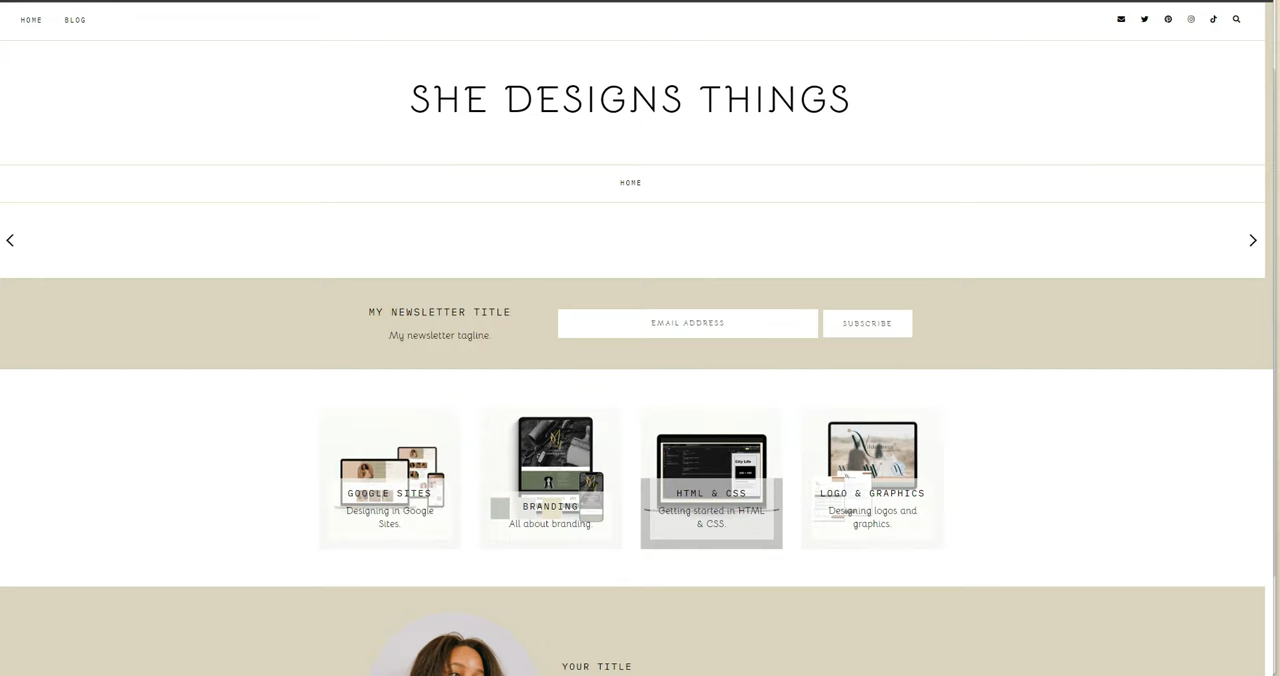 HOME BLOG
SHE DESIGNS THINGS
HOME
MY NEWSLETTER TITLE
My newsletter tagline.
EMAIL ADDRESS
SUBSCRIBE
GOOGLE SITES
Designing in Google
Sites.
BRANDING
All about branding.
HTML & CSS
Getting started in HTML
& CSS.
LOGO & GRAPHICS
Designing logos and
graphics.
YOUR TITLE